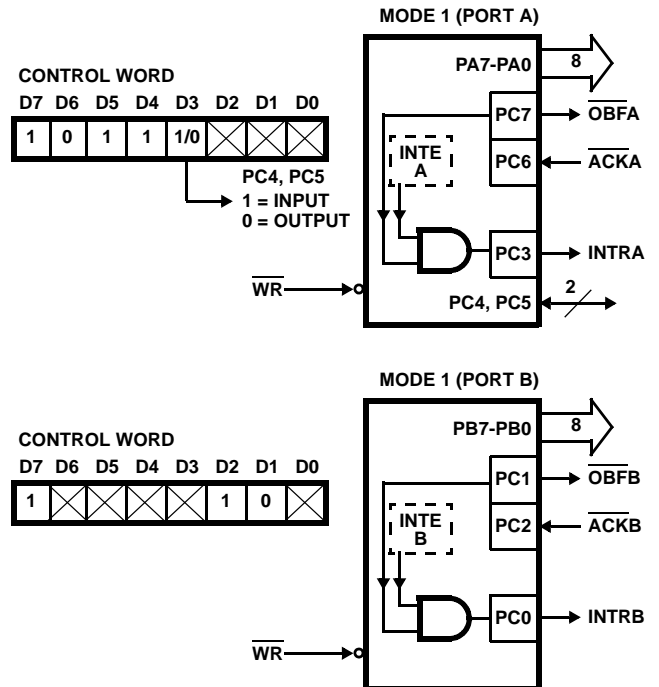 MODE 1 (PORT A)
CONTROL WORD
D7 D6 D5 D4 D3 D2 D1 D0
1 0 1 1 1/0
PC4, PC5
1 = INPUT
0 = OUTPUT
PA7-PA0
8
PC7
OBFA
INTE
A
PC6
ACKA
PC3
INTRA
WR
PC4, PC5
2
MODE 1 (PORT B)
CONTROL WORD
D7 D6 D5 D4 D3 D2 D1 D0
1 1 0
PB7-PB0
8
PC1
OBFB
INTE
B
PC2
ACKB
PC0
INTRB
WR